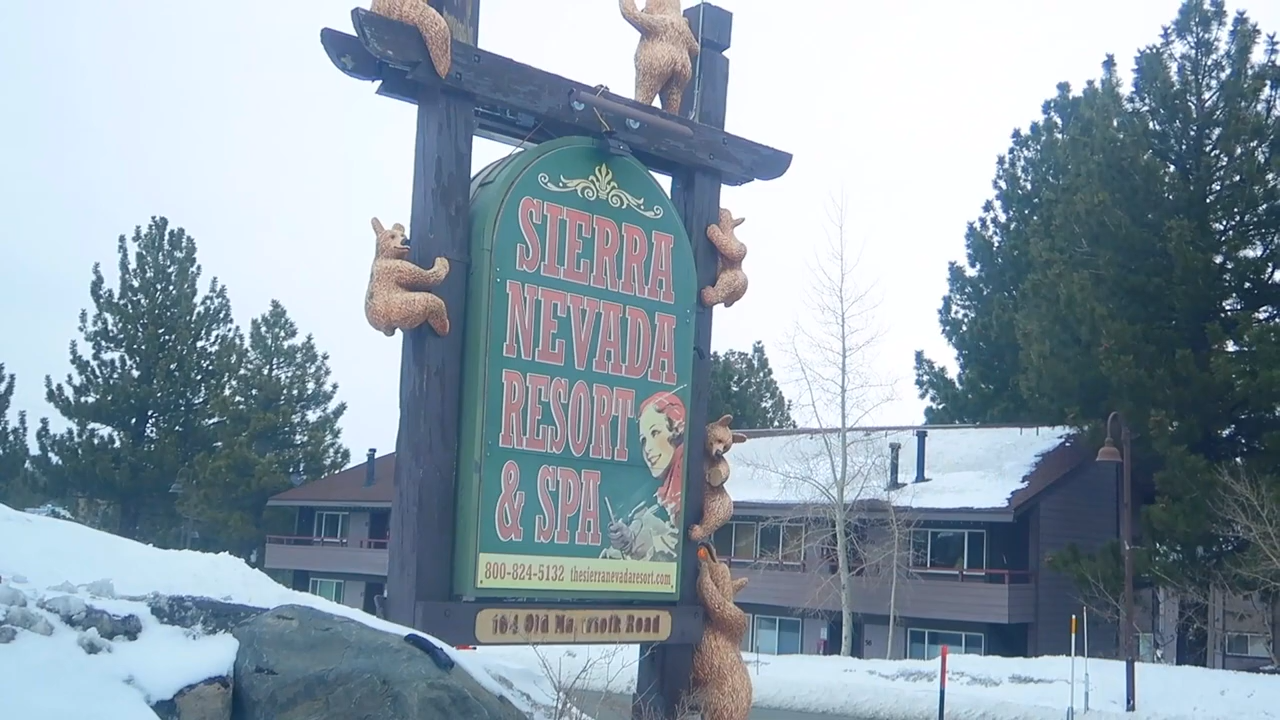 SIERRA
NEVADA
RESORT
& SPA
800-824-5132 thesierranevadaresort.com
164 Old Mammoth Road